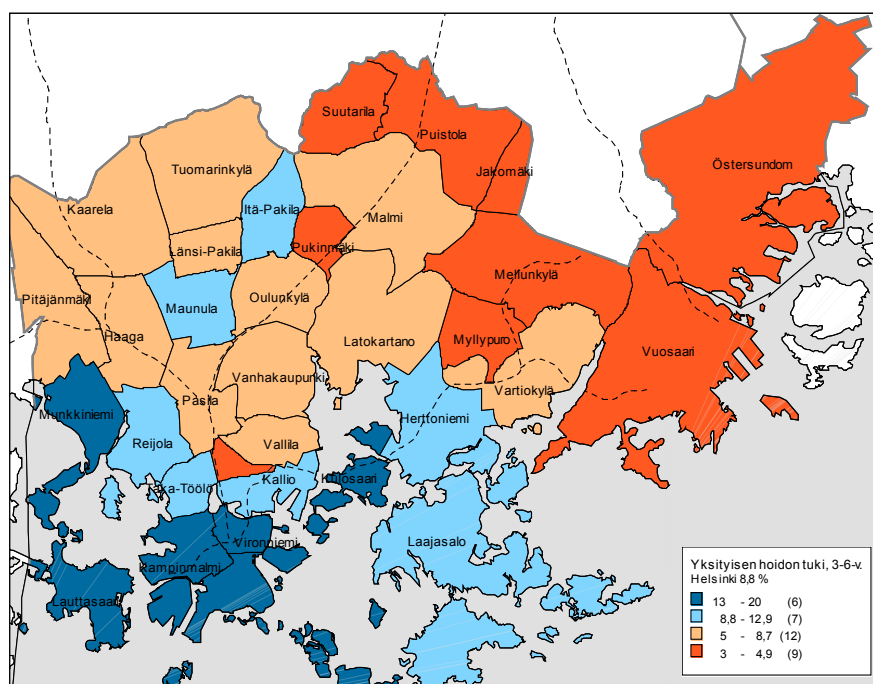 Suutarila
Puistola
Östersundom
Tuomarinkylä
Jakomäki
Kaarela
Itä-Pakila
Malmi
Länsi-Pakila
Pukinmäki
Mellunkylä
Pitäjänmäki
Maunula
Oulunkylä
Haaga
Latokartano
Myllypuro
Vuosaari
Vanhakaupunki
Vartiokylä
Pasila
Munkkiniemi
Herttoniemi
Reijola
Vallila
Taka-Töölö
Kallio
Kulosaari
Vironniemi
Laajasalo
Kampinmalmi
Lauttasaari
Yksityisen hoidon tuki, 3-6-v.
Helsinki 8,8 %
13 - 20 (6)
8,8 - 12,9 (7)
5 - 8,7 (12)
3 - 4,9 (9)